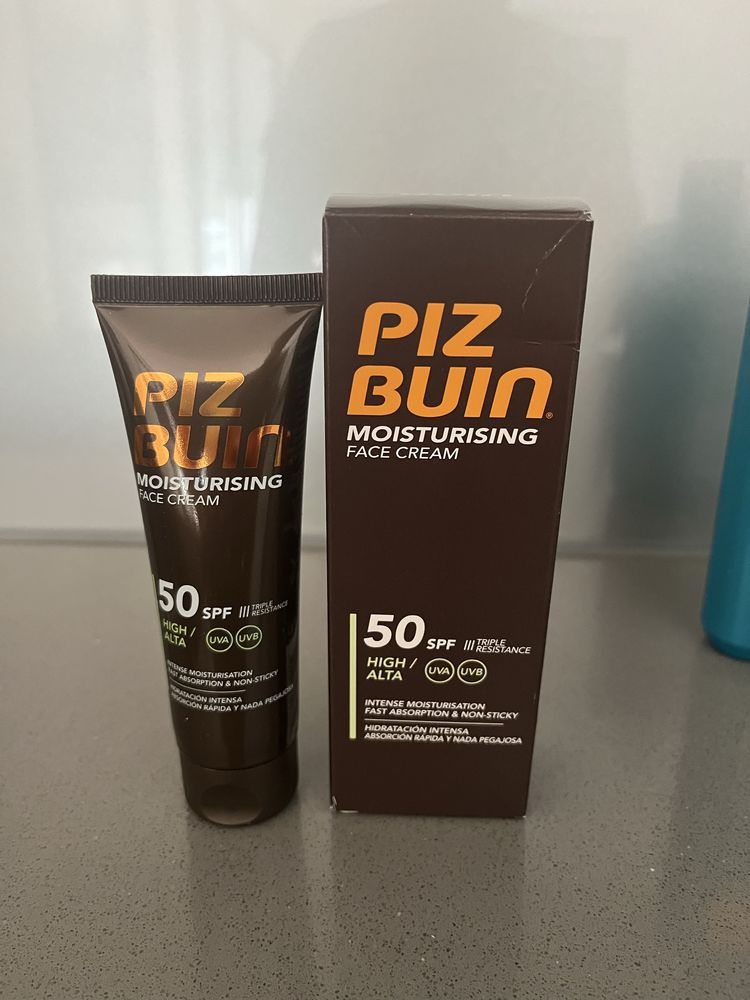 PIZ
BUIN
MOISTURISING
FACE CREAM
50 SPF
TRIPLE
RESISTANCE
HIGH /
ALTA
UVA UVB
INTENSE MOISTURISATION
FAST ABSORPTION & NON-STICKY
HIDRATACIÓN INTENSA
ABSORCIÓN RÁPIDA Y NADA PEGAJOSA
PIZ
BUIN®
MOISTURISING
FACE CREAM
50 SPF
TRIPLE
RESISTANCE
HIGH /
ALTA
UVA UVB
INTENSE MOISTURISATION
FAST ABSORPTION & NON-STICKY
HIDRATACIÓN INTENSA
ABSORCIÓN RÁPIDA Y NADA PEGAJOSA